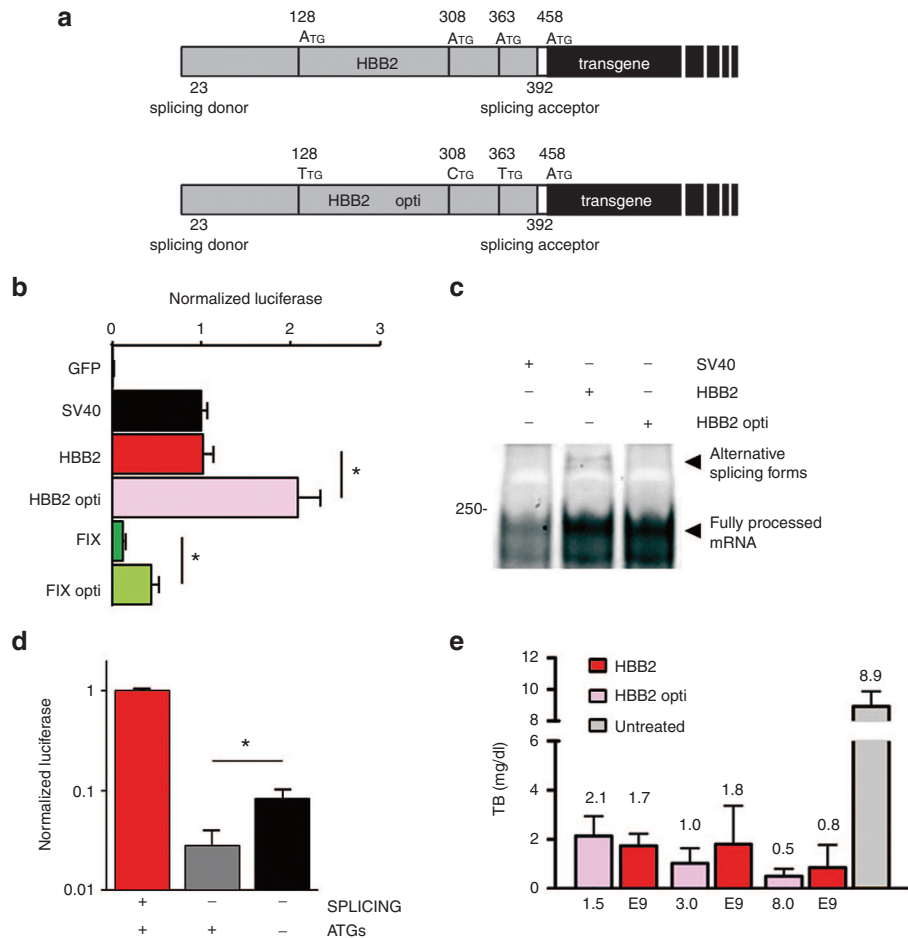 a
128 308 363 458
ATG ATG ATG ATG
HBB2 transgene
23 392
splicing donor splicing acceptor
128 308 363 458
TTG CTG TTG ATG
HBB2 opti transgene
23 392
splicing donor splicing acceptor
b
Normalized luciferase
0 1 2 3
GFP
SV40
HBB2
*
HBB2 opti
FIX
*
FIX opti
c
+ – – SV40
– + – HBB2
– – + HBB2 opti
Alternative
splicing forms
250-
Fully processed
mRNA
d
Normalized luciferase
1
0.1
0.01
*
+ – – SPLICING
+ + – ATGs
e
TB (mg/dl)
12
10
8
6
4
2
0
HBB2
HBB2 opti
Untreated
8.9
2.1 1.7 1.0 1.8 0.5 0.8
1.5 E9 3.0 E9 8.0 E9